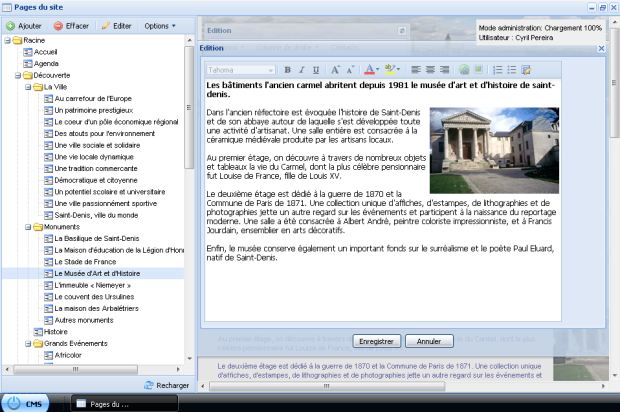 Pages du site
Ajouter Effacer Editer Options
Racine
Accueil
Agenda
Découverte
La Ville
Au carrefour de l'Europe
Un patrimoine prestigieux
Le coeur d'un pôle économique régional
Des atouts pour l'environnement
Une ville sociale et solidaire
Une vie locale dynamique
Une tradition commercante
Démocratique et citoyenne
Un potentiel scolaire et universitaire
Une ville passionnément sportive
Saint-Denis, ville du monde
Monuments
La Basilique de Saint-Denis
La Maison d'éducation de la Légion d'Hon
Le Stade de France
Le Musée d'Art et d'Histoire
L'immeuble « Niemeyer »
Le couvent des Ursulines
La maison des Arbalétriers
Autres monuments
Histoire
Grands Evénements
Africolor
Recharger
Edition
Mode administration: Chargement 100%
Utilisateur : Cyril Pereira
Edition
Tahoma
B I U A A A ab
Les bâtiments l'ancien carmel abritent depuis 1981 le musée d'art et d'histoire de saint-
denis.
Dans l'ancien réfectoire est évoquée l'histoire de Saint-Denis
et de son abbaye autour de laquelle s'est développée toute
une activité d'artisanat. Une salle entière est consacrée à la
céramique médiévale produite par les artisans locaux.
Au premier étage, on découvre à travers de nombreux objets
et tableaux la vie du Carmel, dont la plus célèbre pensionnaire
fut Louise de France, fille de Louis XV.
Le deuxième étage est dédié à la guerre de 1870 et la
Commune de Paris de 1871. Une collection unique d'affiches, d'estampes, de lithographies et de
photographies jette un autre regard sur les événements et participent à la naissance du reportage
moderne. Une salle a été consacrée à Albert André, peintre coloriste impressionniste, et à Francis
Jourdain, ensemblier en arts décoratifs.
Enfin, le musée conserve également un important fonds sur le surréalisme et le poète Paul Eluard,
natif de Saint-Denis.
Enregistrer Annuler
Le deuxième étage est dédié à la guerre de 1870 et la Commune de Paris de 1871. Une collection unique
d'affiches, d'estampes, de lithographies et de photographies jette un autre regard sur les événements et
CMS Pages du ...